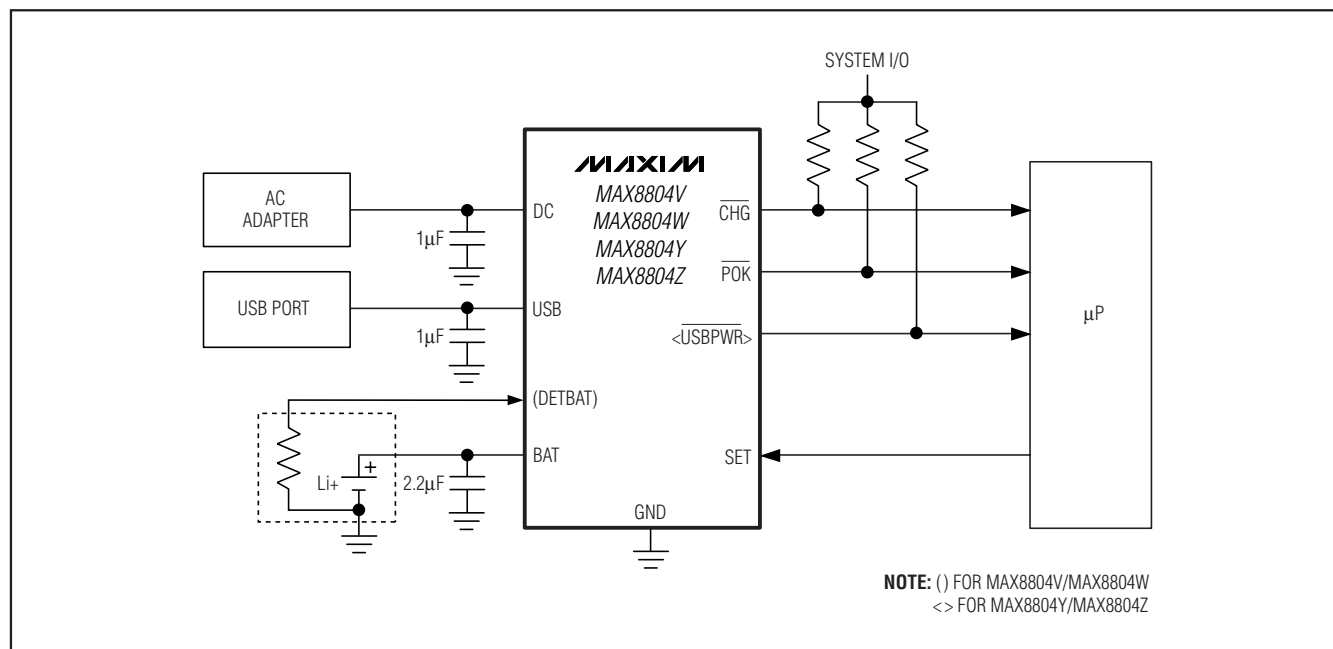 SYSTEM I/O
MAXIM
MAX8804V
MAX8804W
MAX8804Y
MAX8804Z
AC
ADAPTER
DC
CHG
1µF
POK
USB PORT
USB
<USBPWR>
µP
1µF
(DETBAT)
BAT
SET
Li+
+
2.2µF
GND
NOTE: ( ) FOR MAX8804V/MAX8804W
<> FOR MAX8804Y/MAX8804Z